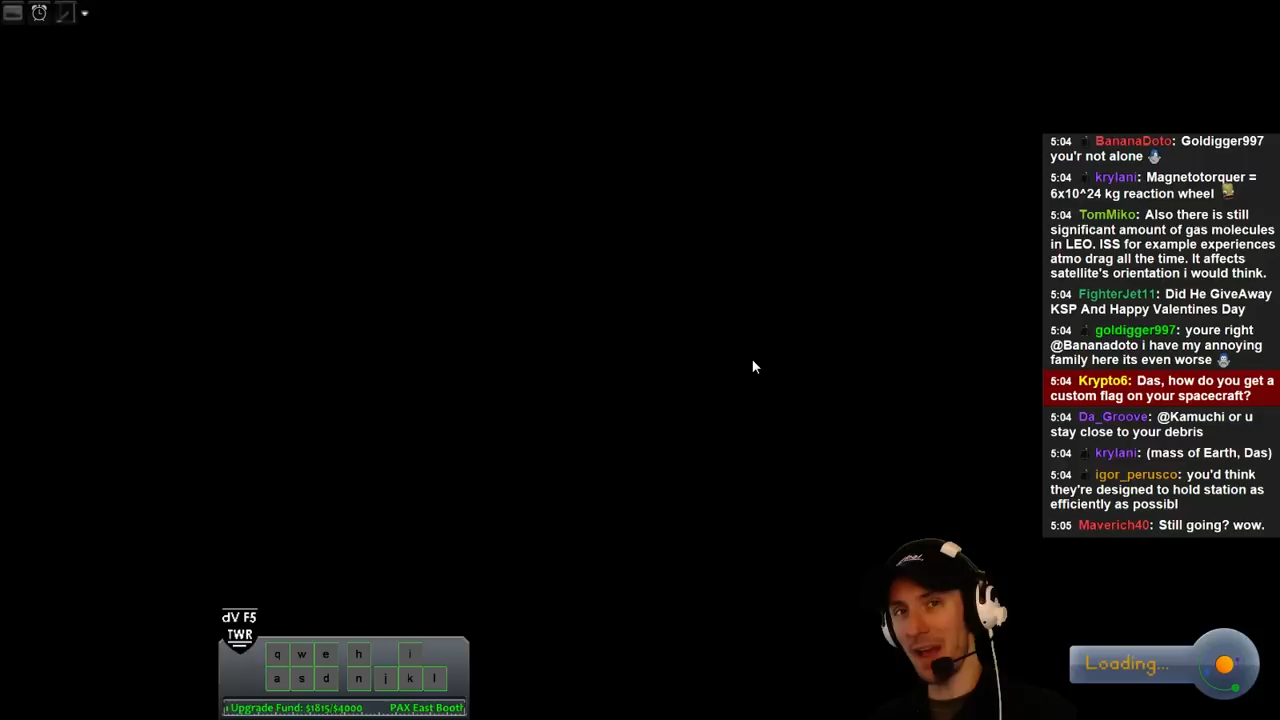 5:04 BananaDoto: Goldigger997
you'r not alone
5:04 krylani: Magnetotorquer =
6x10^24 kg reaction wheel
5:04 TomMiko: Also there is still
significant amount of gas molecules
in LEO. ISS for example experiences
atmo drag all the time. It affects
satellite's orientation i would think.
5:04 FighterJet11: Did He GiveAway
KSP And Happy Valentines Day
5:04 goldigger997: youre right
@Bananadoto i have my annoying
family here its even worse
5:04 Krypto6: Das, how do you get a
custom flag on your spacecraft?
5:04 Da_Groove: @Kamuchi or u
stay close to your debris
5:04 krylani: (mass of Earth, Das)
5:04 igor_perusco: you'd think
they're designed to hold station as
efficiently as possibl
5:05 Maverich40: Still going? wow.
dV F5
TWR
q w e h i
a s d n j k l
Upgrade Fund: $1815/$4000 PAX East Booth
Loading...